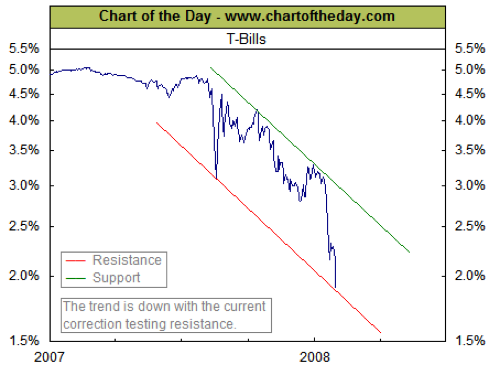 Chart of the Day - www.chartoftheday.com
T-Bills
5.5% 5.5%
5.0% 5.0%
4.5% 4.5%
4.0% 4.0%
3.5% 3.5%
3.0% 3.0%
2.5% 2.5%
Resistance
2.0% Support 2.0%
The trend is down with the current
correction testing resistance.
1.5% 1.5%
2007 2008